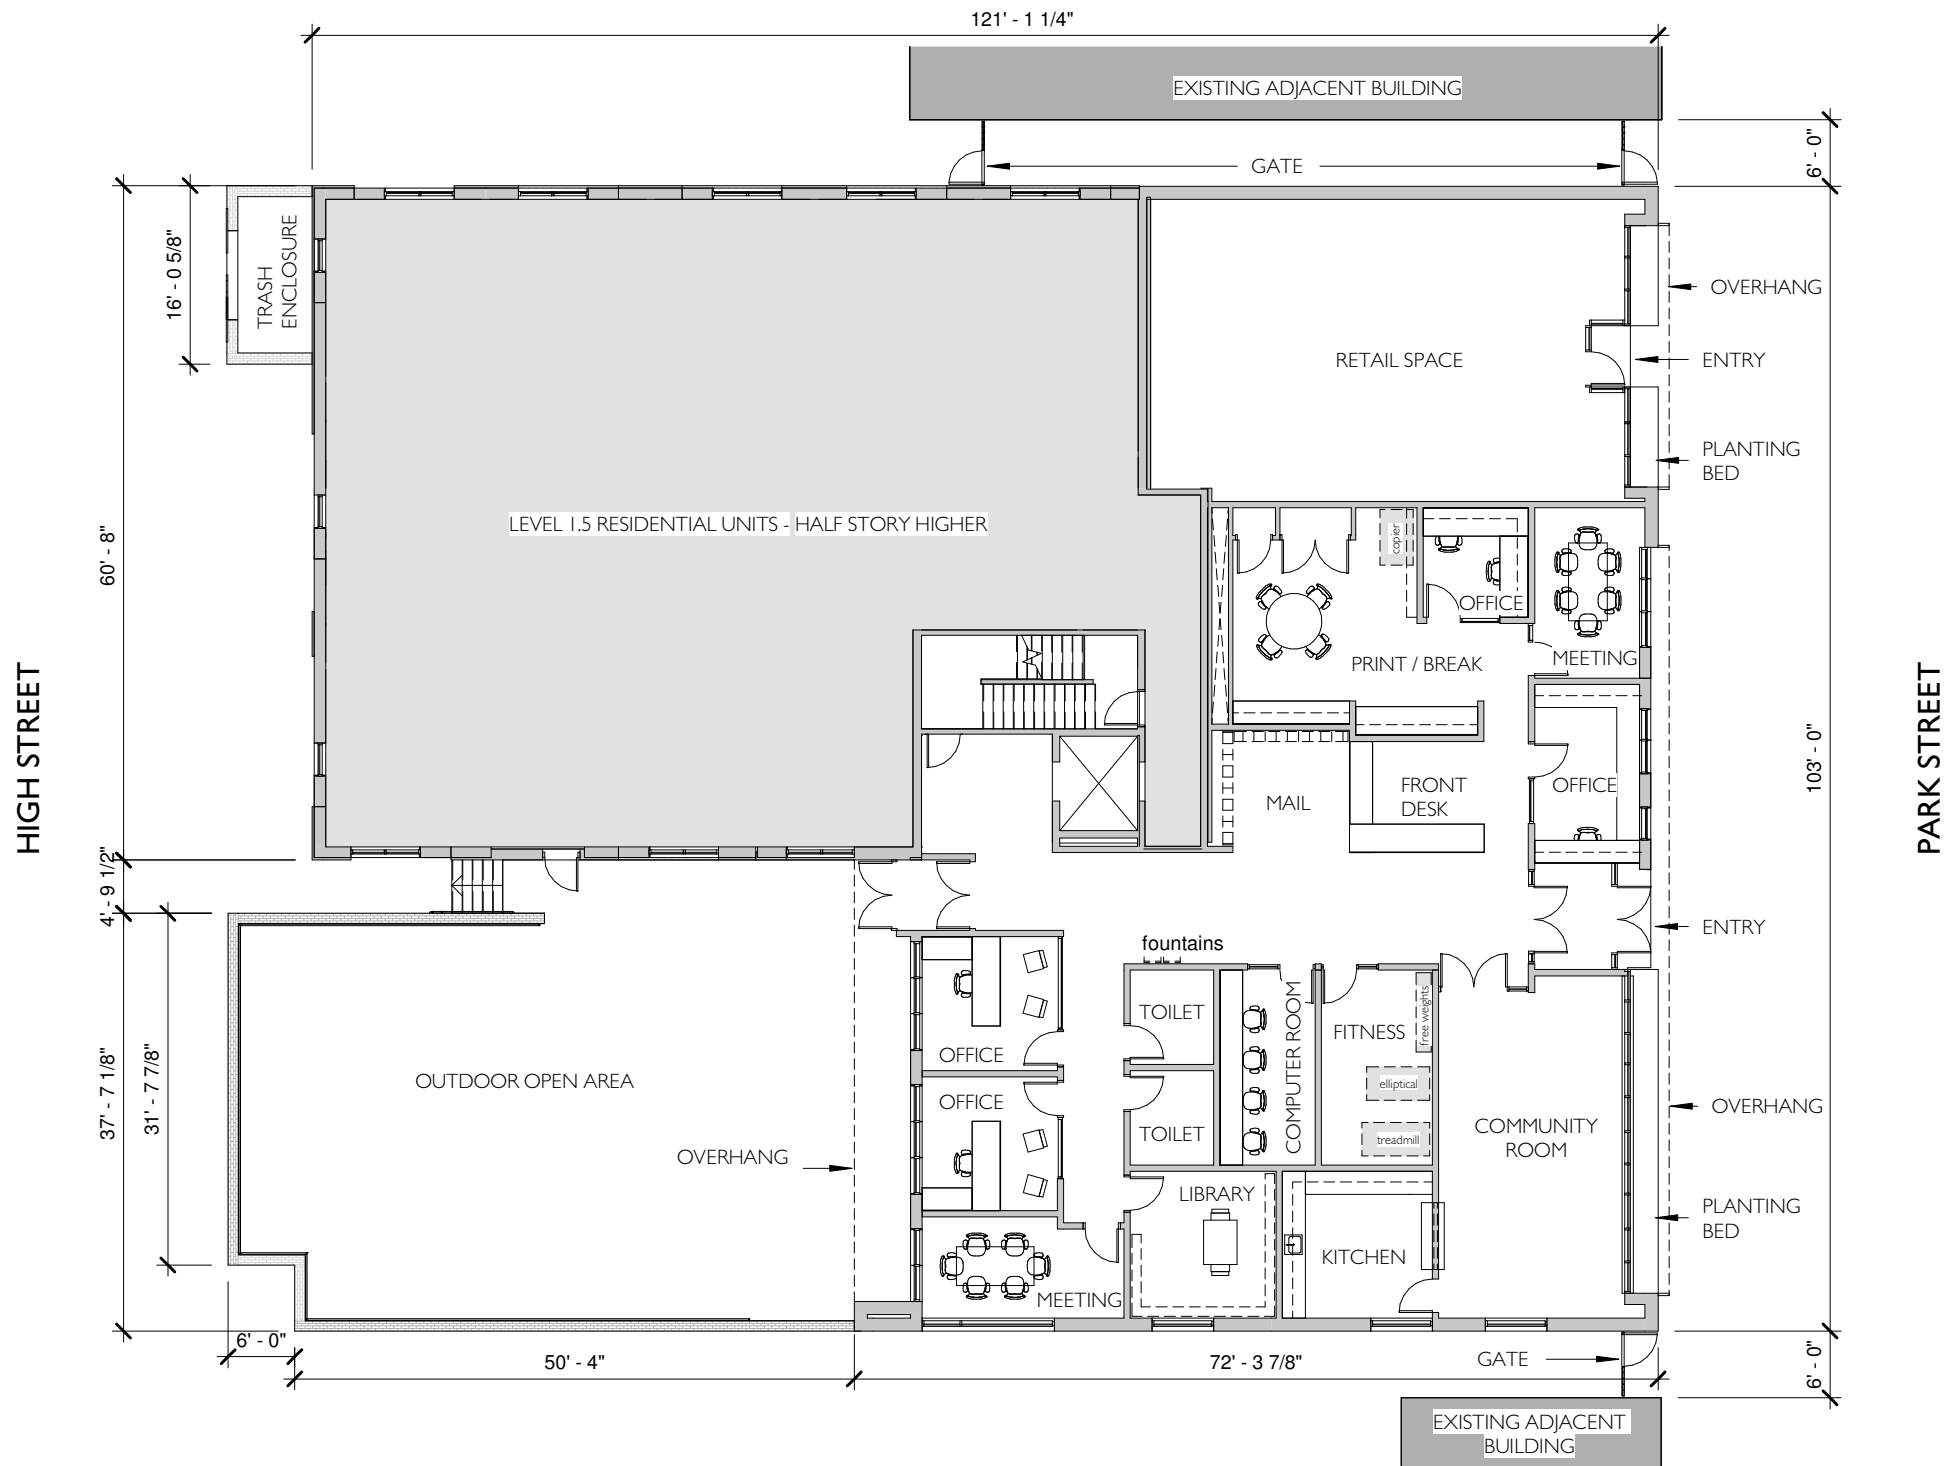 121' - 1 1/4"
EXISTING ADJACENT BUILDING
6' - 0"
GATE
16' - 0 5/8"
TRASH
ENCLOSURE
OVERHANG
RETAIL SPACE
ENTRY
PLANTING
BED
LEVEL 1.5 RESIDENTIAL UNITS - HALF STORY HIGHER
60' - 8"
copier
OFFICE
MEETING
PRINT / BREAK
HIGH STREET
PARK STREET
103' - 0"
MAIL
FRONT
DESK
OFFICE
4' - 9 1/2"
ENTRY
fountains
TOILET
COMPUTER ROOM
FITNESS
free weights
OFFICE
OUTDOOR OPEN AREA
37' - 7 1/8"
31' - 7 7/8"
elliptical
OFFICE
OVERHANG
TOILET
treadmill
COMMUNITY
ROOM
OVERHANG
LIBRARY
PLANTING
BED
KITCHEN
MEETING
6' - 0"
50' - 4"
72' - 3 7/8"
GATE
6' - 0"
EXISTING ADJACENT
BUILDING